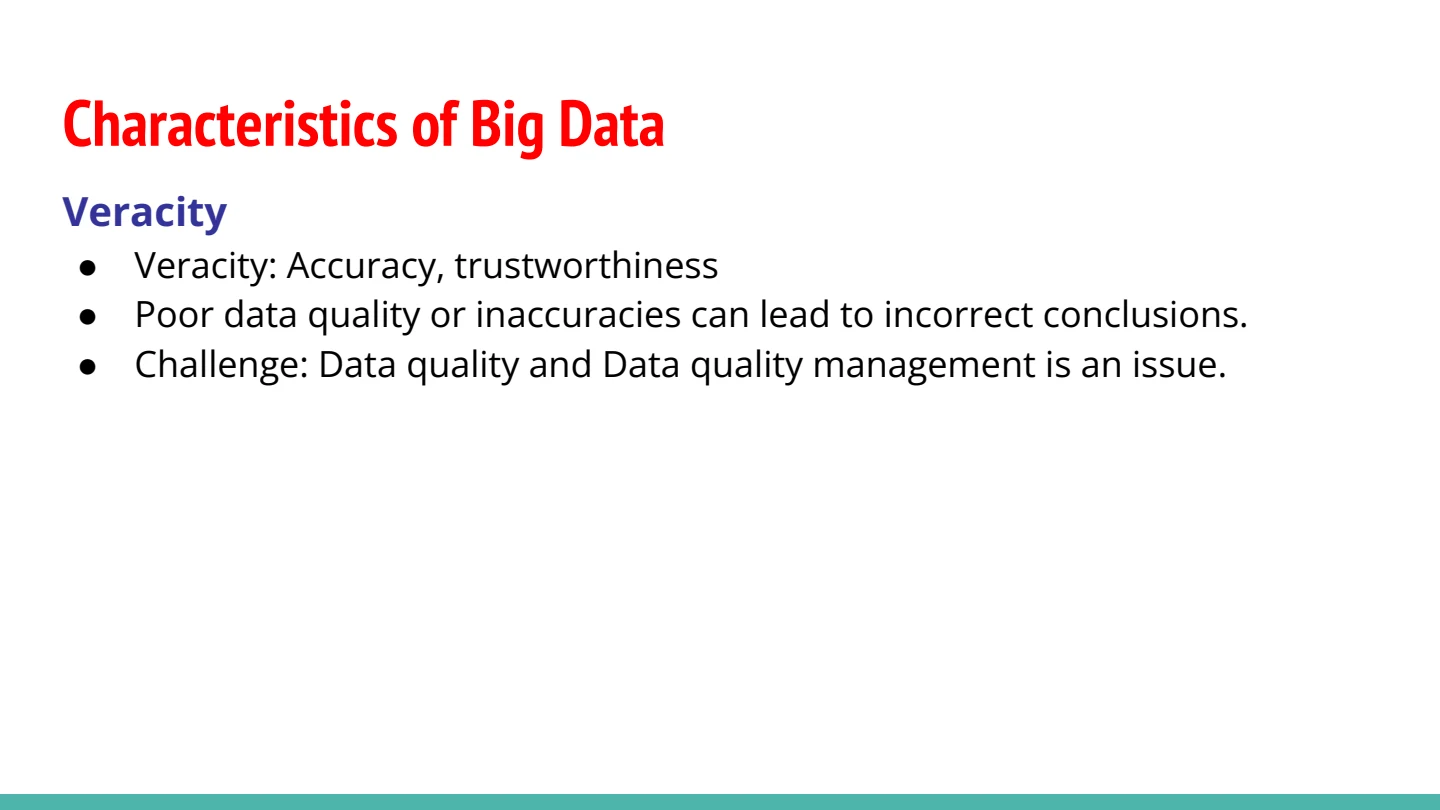 Characteristics of Big Data
Veracity
● Veracity: Accuracy, trustworthiness
● Poor data quality or inaccuracies can lead to incorrect conclusions.
● Challenge: Data quality and Data quality management is an issue.